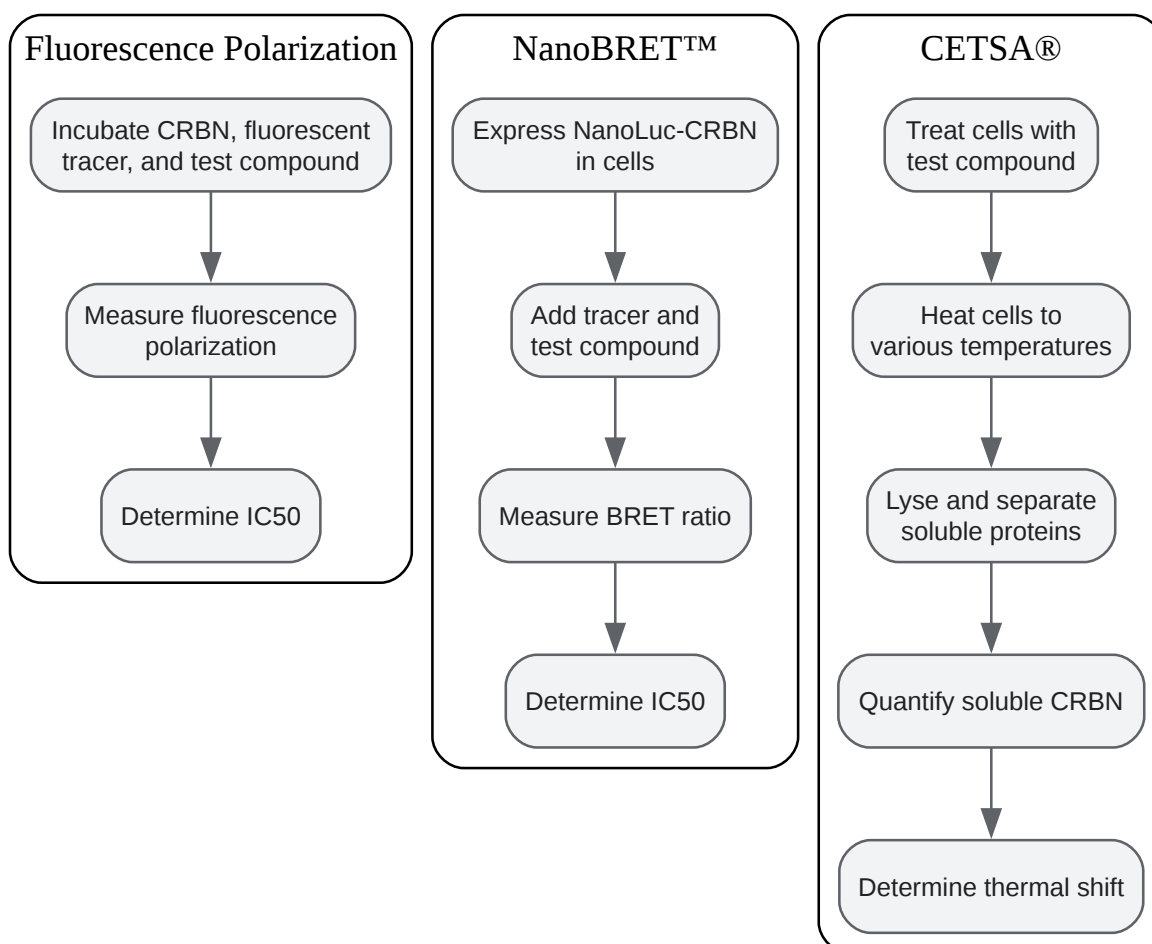 Fluorescence Polarization
Incubate CRBN, fluorescent
tracer, and test compound
Measure fluorescence
polarization
Determine IC50
NanoBRET™
Express NanoLuc-CRBN
in cells
Add tracer and
test compound
Measure BRET ratio
Determine IC50
CETSA®
Treat cells with
test compound
Heat cells to
various temperatures
Lyse and separate
soluble proteins
Quantify soluble CRBN
Determine thermal shift